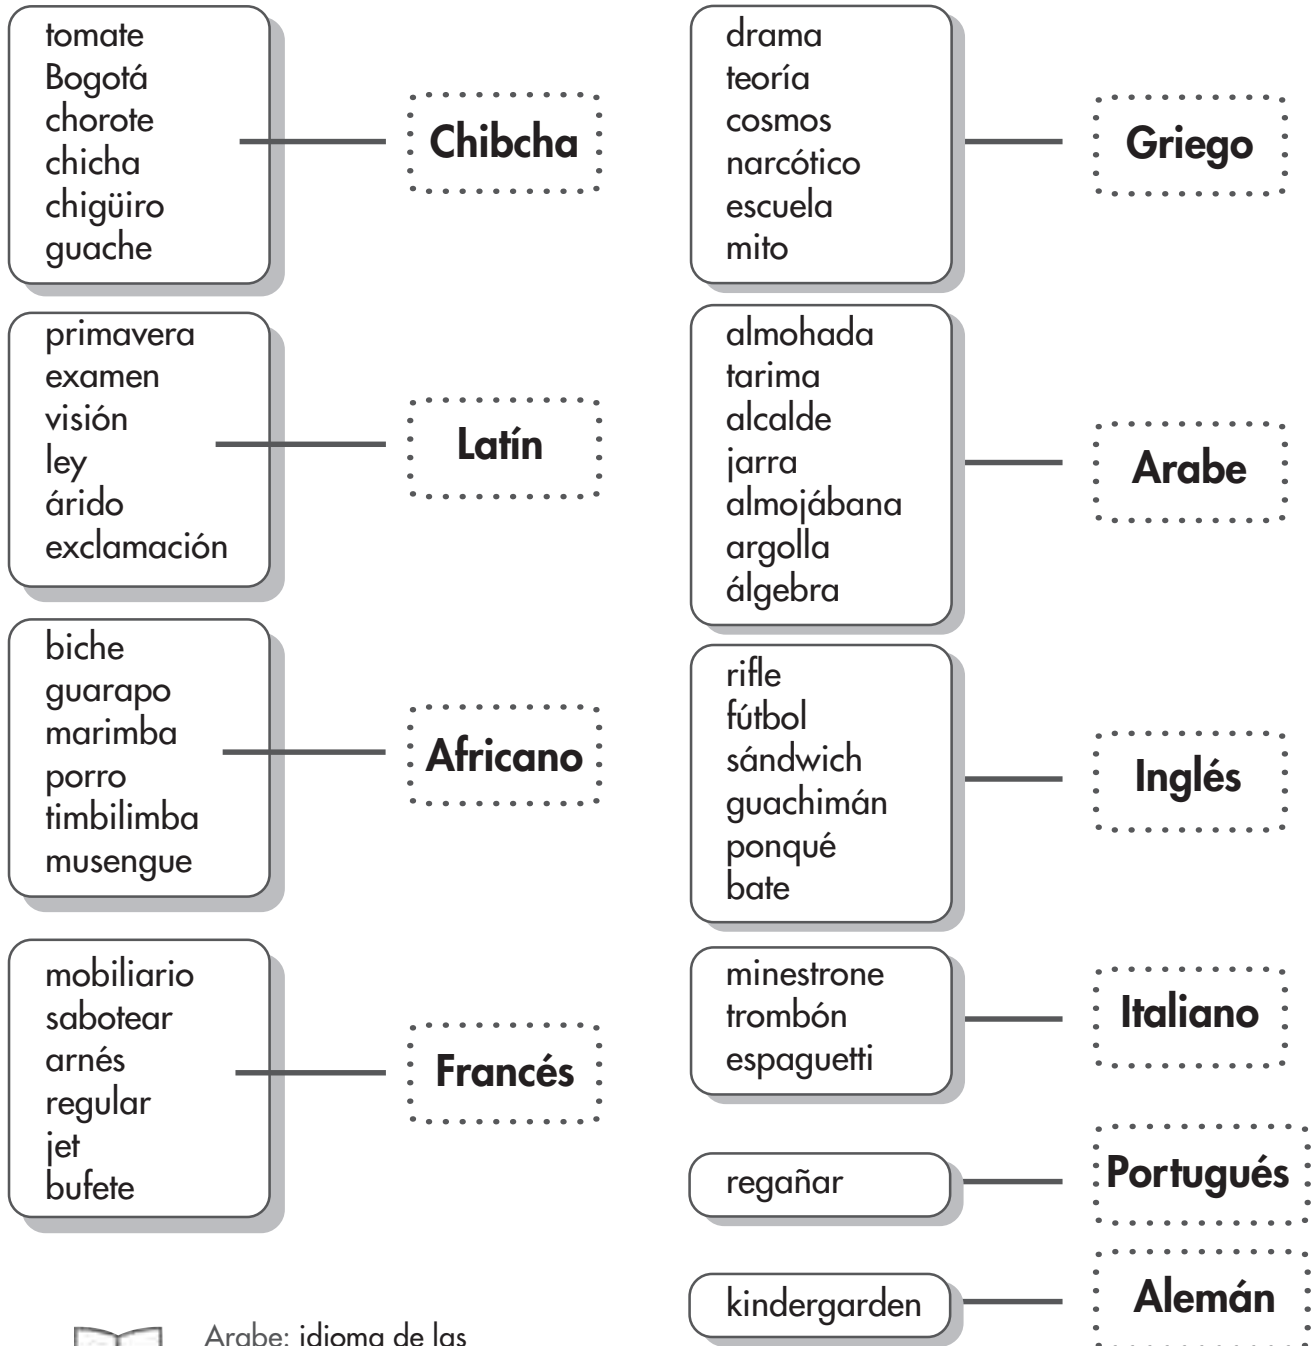 tomate
Bogotá
chorote
chicha
chigüiro
guache
Chibcha
primavera
examen
visión
ley
árido
exclamación
Latín
biche
guarapo
marimba
porro
timbilimba
musengue
Africano
mobiliario
sabotear
arnés
regular
jet
bufete
Francés
drama
teoría
cosmos
narcótico
escuela
mito
Griego
almohada
tarima
alcalde
jarra
almojábana
argolla
álgebra
Arabe
rifle
fútbol
sándwich
guachimán
ponqué
bate
Inglés
minestrone
trombón
espaguetti
Italiano
regañar
Portugués
kindergarden
Alemán
Arabe: idioma de las